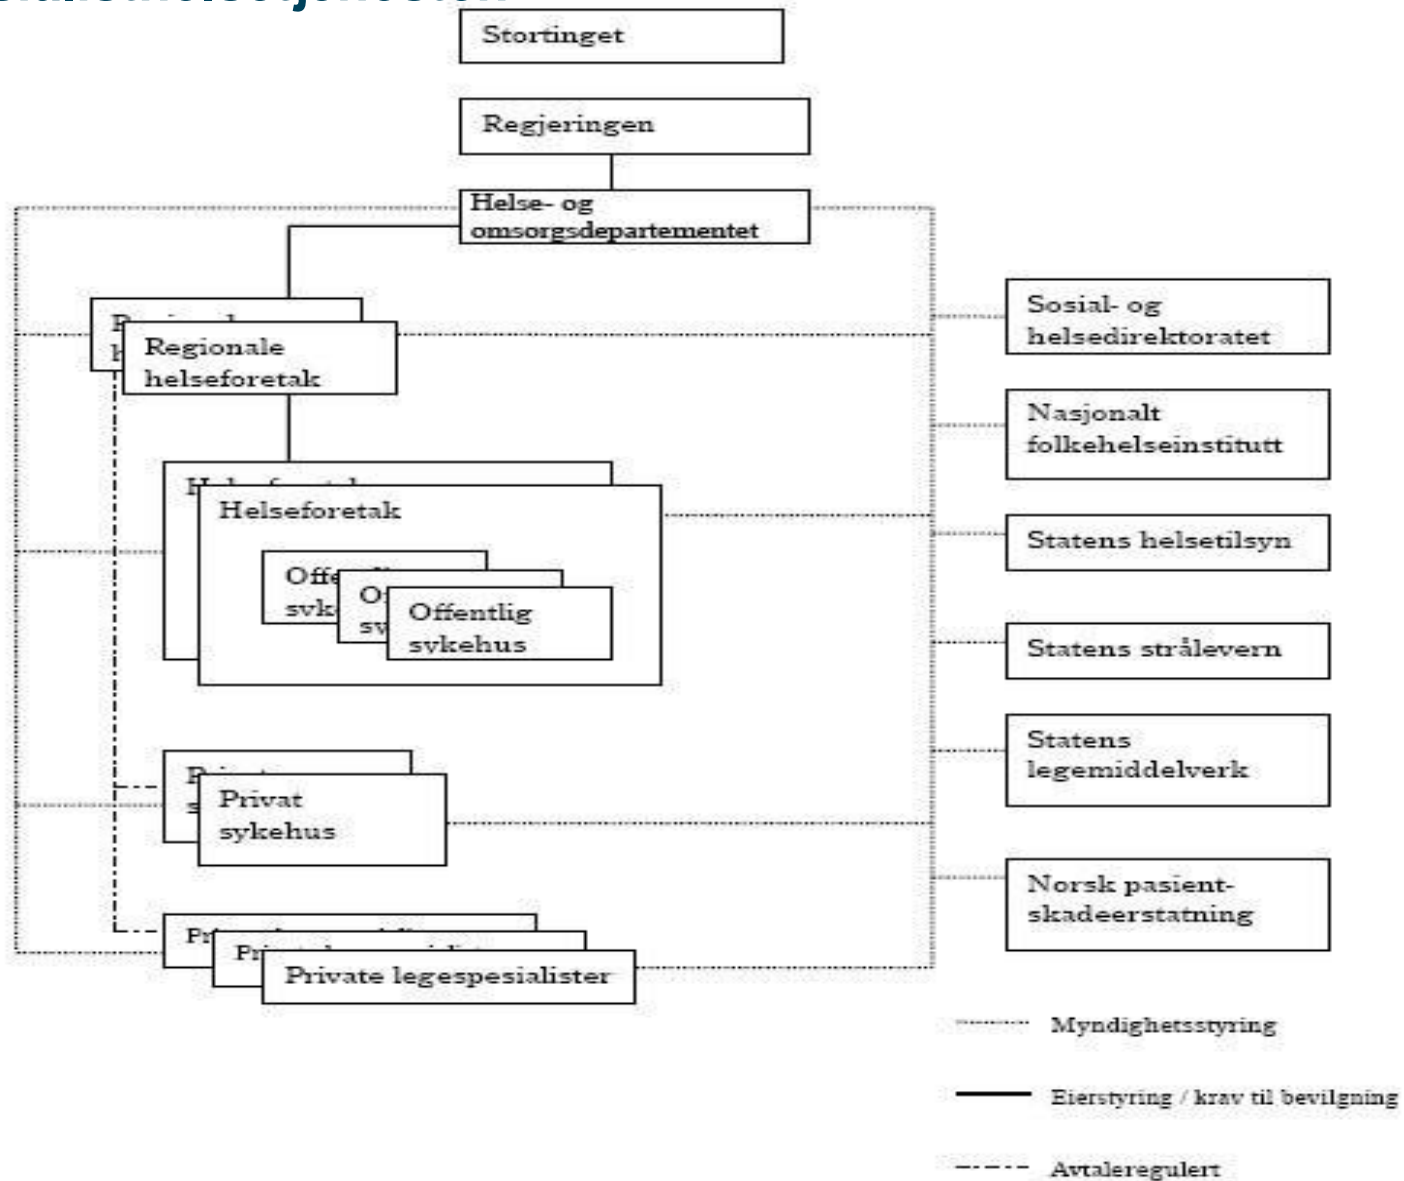 Stortinget
Regjeringen
Helse- og
omsorgsdepartementet
Regionale
helseforetak
Helseforetak
Offentlig
sykehus
Privat
sykehus
Private legespesialister
Sosial- og
helsedirektoratet
Nasjonalt
folkehelseinstitutt
Statens helsetilsyn
Statens strålevern
Statens
legemiddelverk
Norsk pasient-
skadeerstatning
Myndighetsstyring
Eierstyring / krav til bevilgning
Avtaleregulert